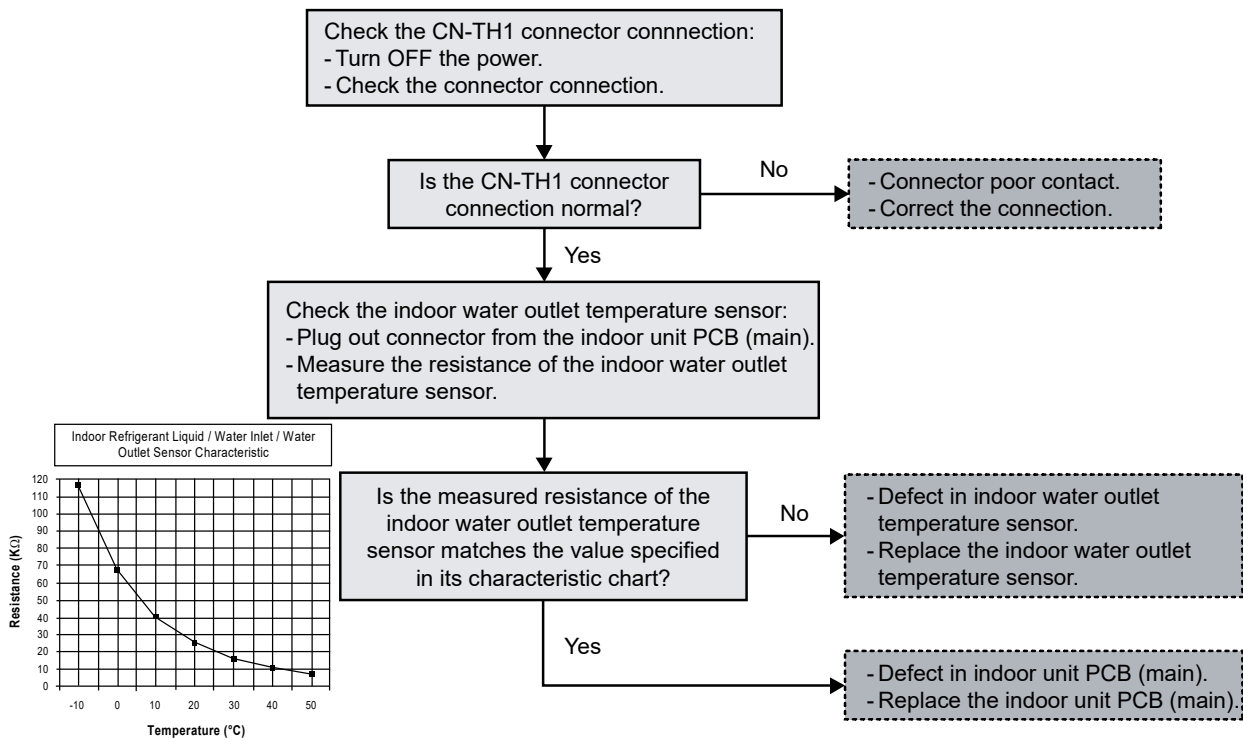 Check the CN-TH1 connector connnection:
- Turn OFF the power.
- Check the connector connection.
Is the CN-TH1 connector
connection normal?
No
- Connector poor contact.
- Correct the connection.
Yes
Check the indoor water outlet temperature sensor:
- Plug out connector from the indoor unit PCB (main).
- Measure the resistance of the indoor water outlet
temperature sensor.
Indoor Refrigerant Liquid / Water Inlet / Water
Outlet Sensor Characteristic
120
110
100
90
80
70
60
50
40
30
20
10
0
Resistance (KΩ)
-10 0 10 20 30 40 50
Temperature (°C)
Is the measured resistance of the
indoor water outlet temperature
sensor matches the value specified
in its characteristic chart?
No
- Defect in indoor water outlet
temperature sensor.
- Replace the indoor water outlet
temperature sensor.
Yes
- Defect in indoor unit PCB (main).
- Replace the indoor unit PCB (main).